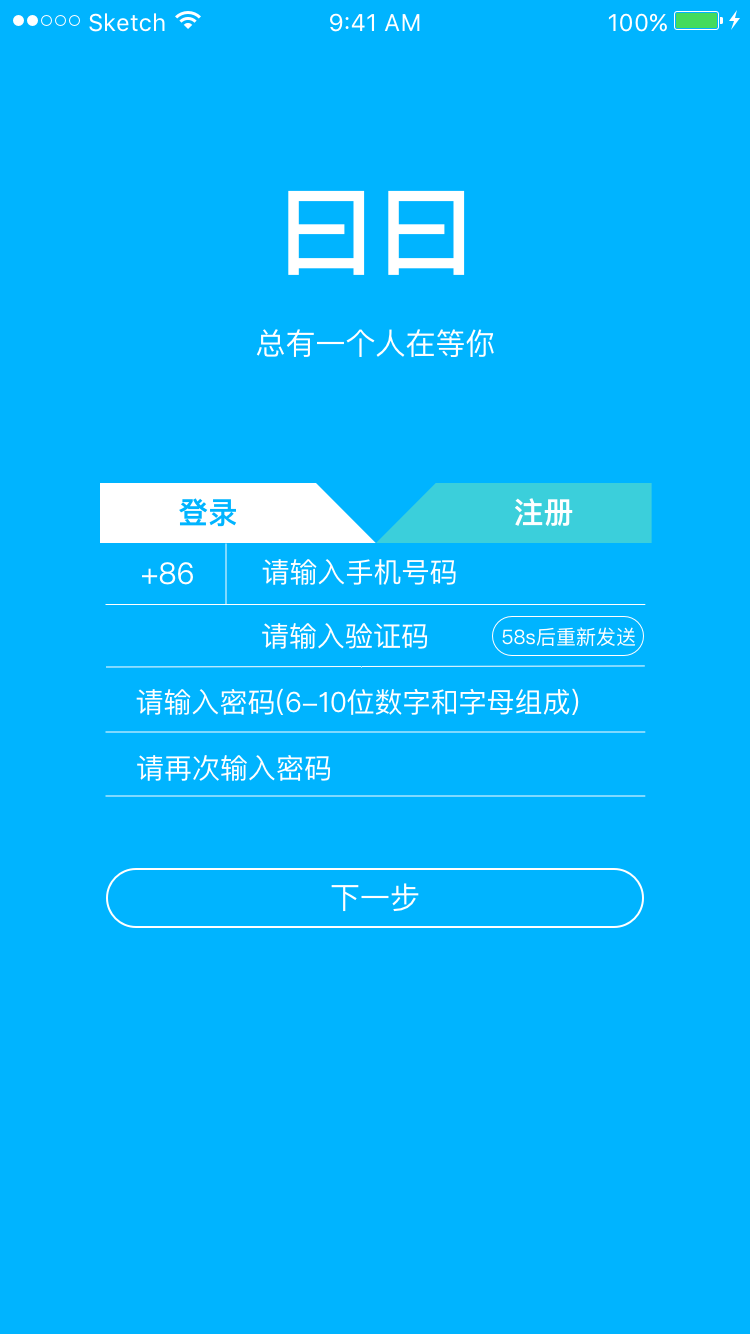 Sketch 9:41 AM 100%
日日
总有一个人在等你
登录 注册
+86 请输入手机号码
请输入验证码 58s后重新发送
请输入密码(6-10位数字和字母组成)
请再次输入密码
下一步